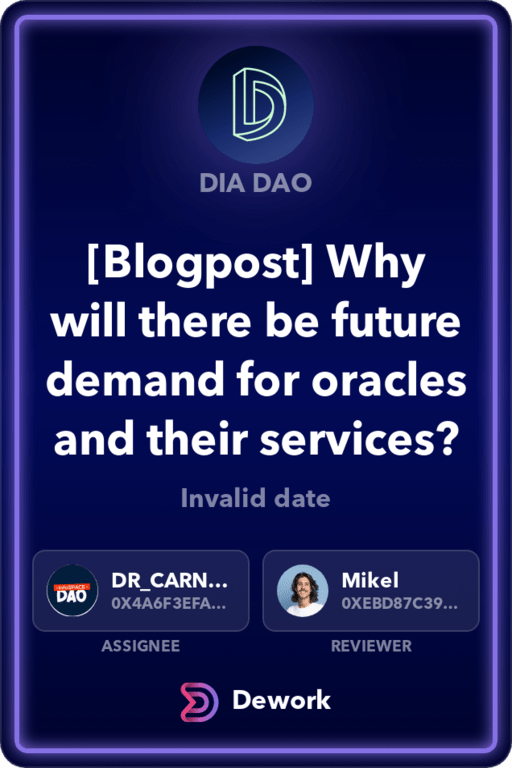 DIA DAO
[Blogpost] Why
will there be future
demand for oracles
and their services?
Invalid date
DAO
DR_CARN...
0X4A6F3EFA...
Mikel
0XEBD87C39...
ASSIGNEE
REVIEWER
Dework